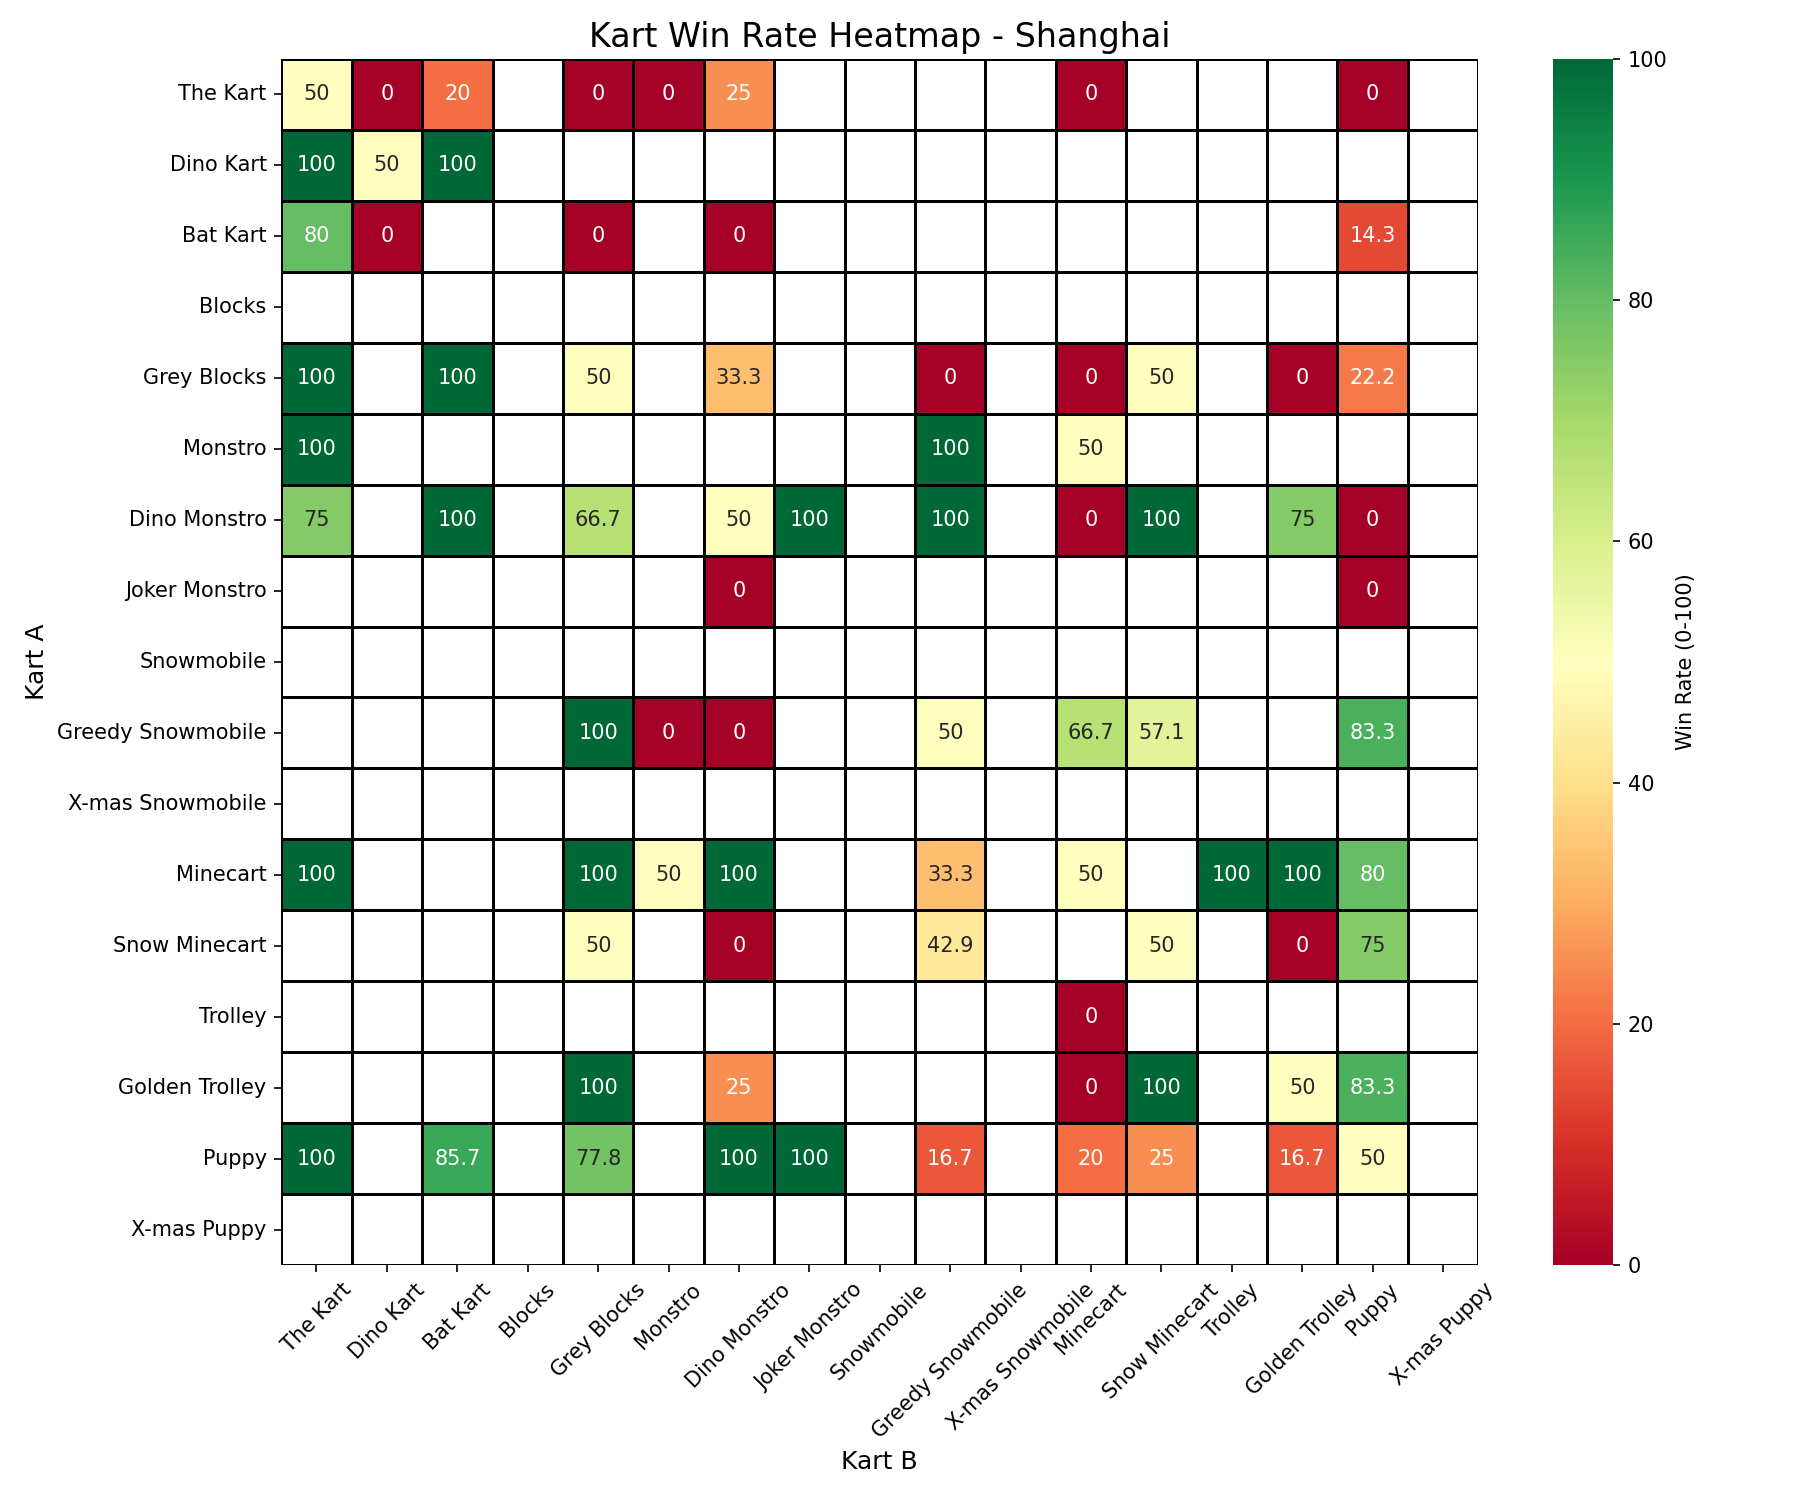 Kart Win Rate Heatmap - Shanghai
The Kart 50 0 20 0 0 25 0 0
Dino Kart 100 50 100
Bat Kart 80 0 0 0 14.3
Blocks
Grey Blocks 100 100 50 33.3 0 0 50 0 22.2
Monstro 100 100 50
Dino Monstro 75 100 66.7 50 100 100 0 100 75 0
Joker Monstro 0 0
Snowmobile
Greedy Snowmobile 100 0 0 50 66.7 57.1 83.3
X-mas Snowmobile
Minecart 100 100 50 100 33.3 50 100 100 80
Snow Minecart 50 0 42.9 50 0 75
Trolley 0
Golden Trolley 100 25 0 100 50 83.3
Puppy 100 85.7 77.8 100 100 16.7 20 25 16.7 50
X-mas Puppy
Kart A
The Kart
Dino Kart
Bat Kart
Blocks
Grey Blocks
Monstro
Dino Monstro
Joker Monstro
Snowmobile
Greedy Snowmobile
X-mas Snowmobile
Minecart
Snow Minecart
Trolley
Golden Trolley
Puppy
X-mas Puppy
Kart B
100
80
60
40
20
0
Win Rate (0-100)